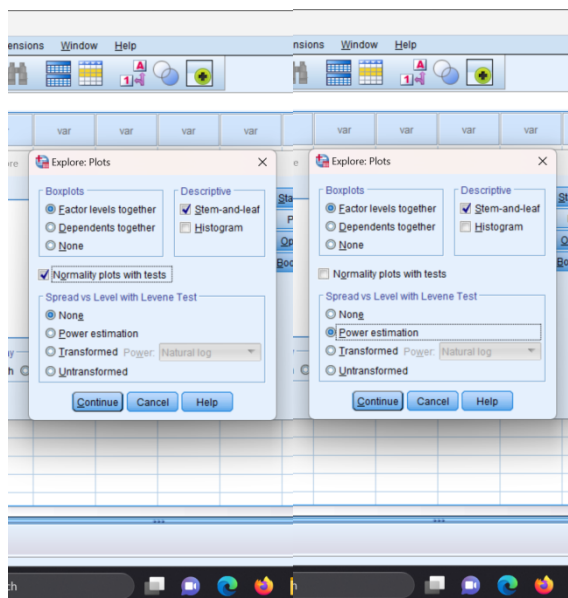 ensions Window Help
var var var var
Explore: Plots
Boxplots
Factor levels together
Dependents together
None
Descriptive
Stem-and-leaf
Histogram
Normality plots with tests
Spread vs Level with Levene Test
None
Power estimation
Transformed Power: Natural log
Untransformed
Continue Cancel Help
nsions Window Help
var var var var
Explore: Plots
Boxplots
Factor levels together
Dependents together
None
Descriptive
Stem-and-leaf
Histogram
Normality plots with tests
Spread vs Level with Levene Test
None
Power estimation
Transformed Power: Natural log
Untransformed
Continue Cancel Help